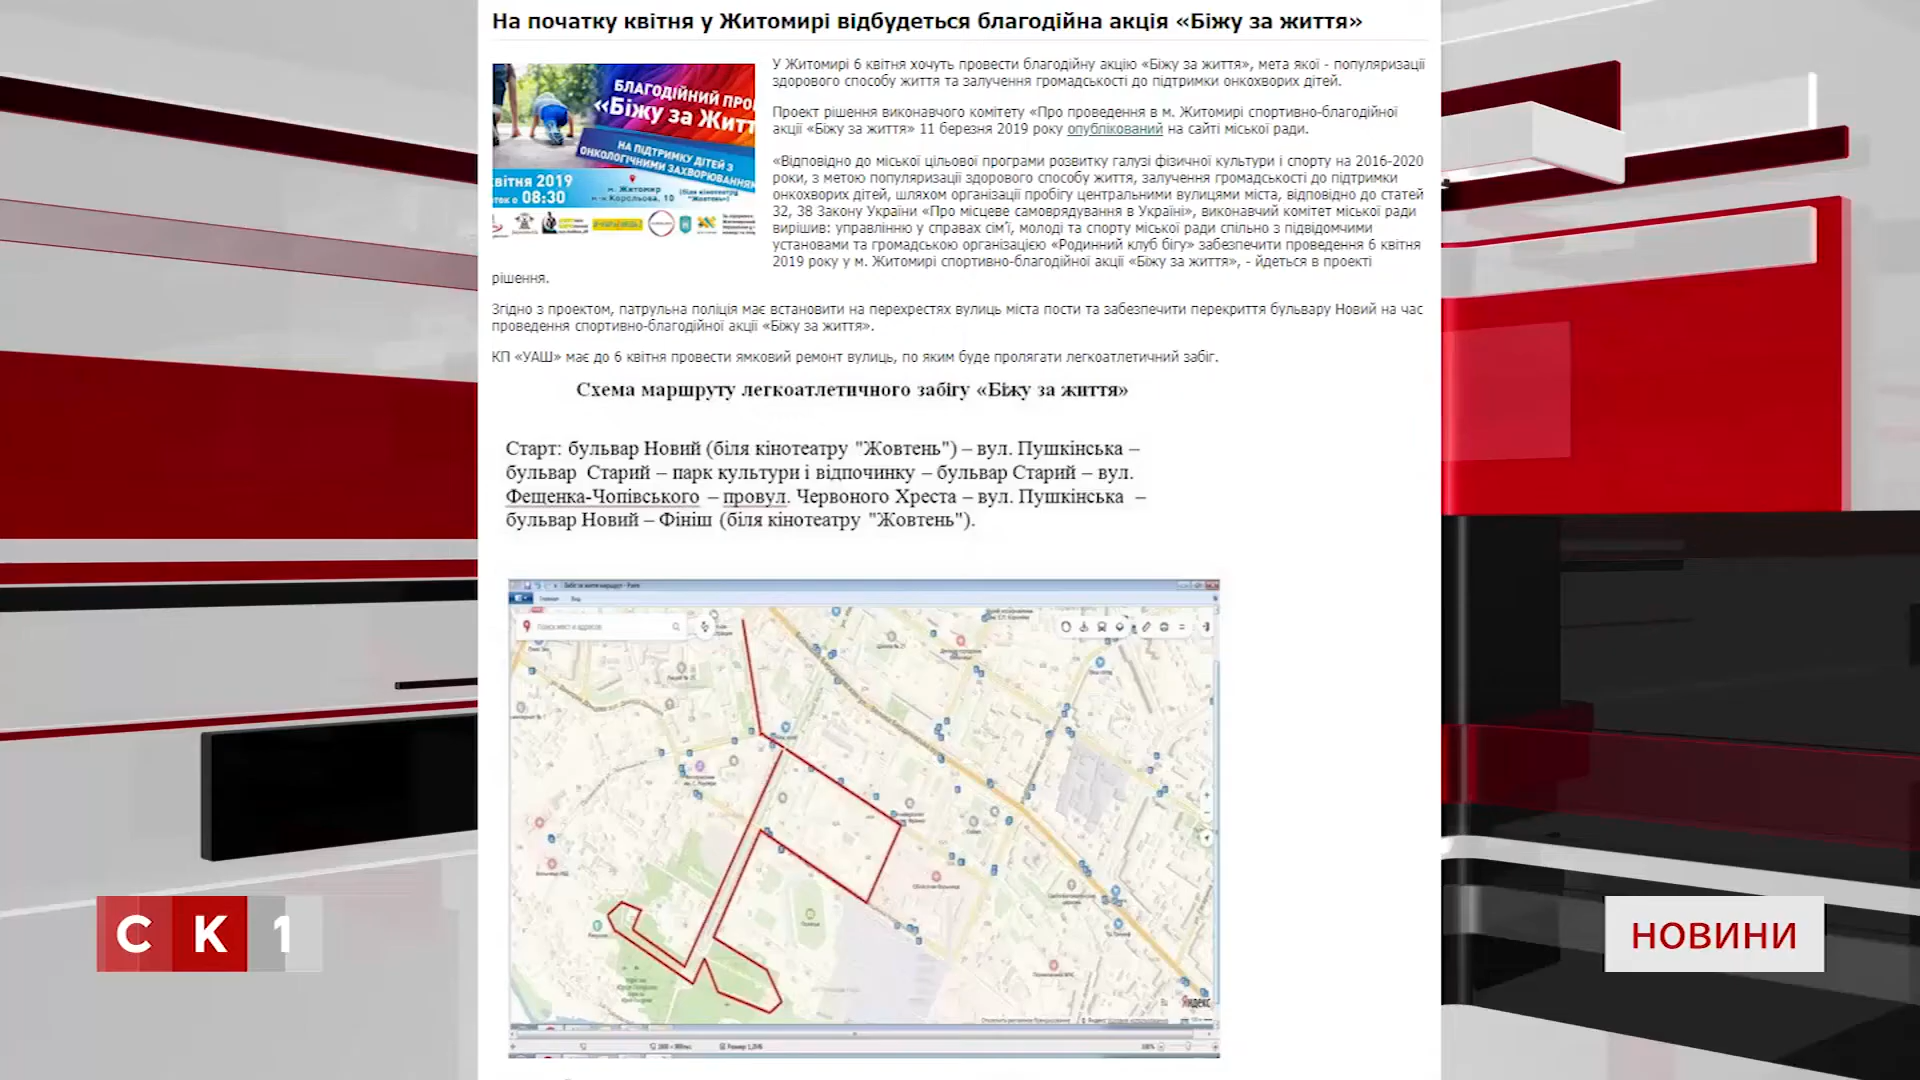 На початку квітня у Житомирі відбудеться благодійна акція «Біжу за життя»
БЛАГОДІЙНИЙ
«Біжу за
НА ПІДТРИМКУ ДІТЕЙ З
ОНКОЛОГІЧНИМИ ЗАХВОРЮВАННЯМ
2019
08:30
м. Житомир
У Житомирі 6 квітня хочуть провести благодійну акцію «Біжу за життя», мета якої - популяризації
здорового способу життя та залучення громадськості до підтримки онкохворих дітей.
Проект рішення виконавчого комітету «Про проведення в м. Житомирі спортивно-благодійної
акції «Біжу за життя» 11 березня 2019 року опублікований на сайті міської ради.
«Відповідно до міської цільової програми розвитку галузі фізичної культури і спорту на 2016-2020
роки, з метою популяризації здорового способу життя, залучення громадськості до підтримки
онкохворих дітей, шляхом організації пробігу центральними вулицями міста, відповідно до статей
32, 38 Закону України «Про місцеве самоврядування в Україні», виконавчий комітет міської ради
вирішив: управлінню у справах сім’ї, молоді та спорту міської ради спільно з підвідомчими
установами та громадською організацією «Родинний клуб бігу» забезпечити проведення 6 квітня
2019 року у м. Житомирі спортивно-благодійної акції «Біжу за життя», - йдеться в проекті
рішення.
Згідно з проектом, патрульна поліція має встановити на перехрестях вулиць міста пости та забезпечити перекриття бульвару Новий на час
проведення спортивно-благодійної акції «Біжу за життя».
КП «УАШ» має до 6 квітня провести ямковий ремонт вулиць, по яким буде пролягати легкоатлетичний забіг.
Схема маршруту легкоатлетичного забігу «Біжу за життя»
Старт: бульвар Новий (біля кінотеатру "Жовтень") – вул. Пушкінська –
бульвар Старий – парк культури і відпочинку – бульвар Старий – вул.
Фещенка-Чопівського – провул. Червоного Хреста – вул. Пушкінська –
бульвар Новий – Фініш (біля кінотеатру "Жовтень").
Поиск мест и адресов
Яндекс
100%
СК1
НОВИНИ